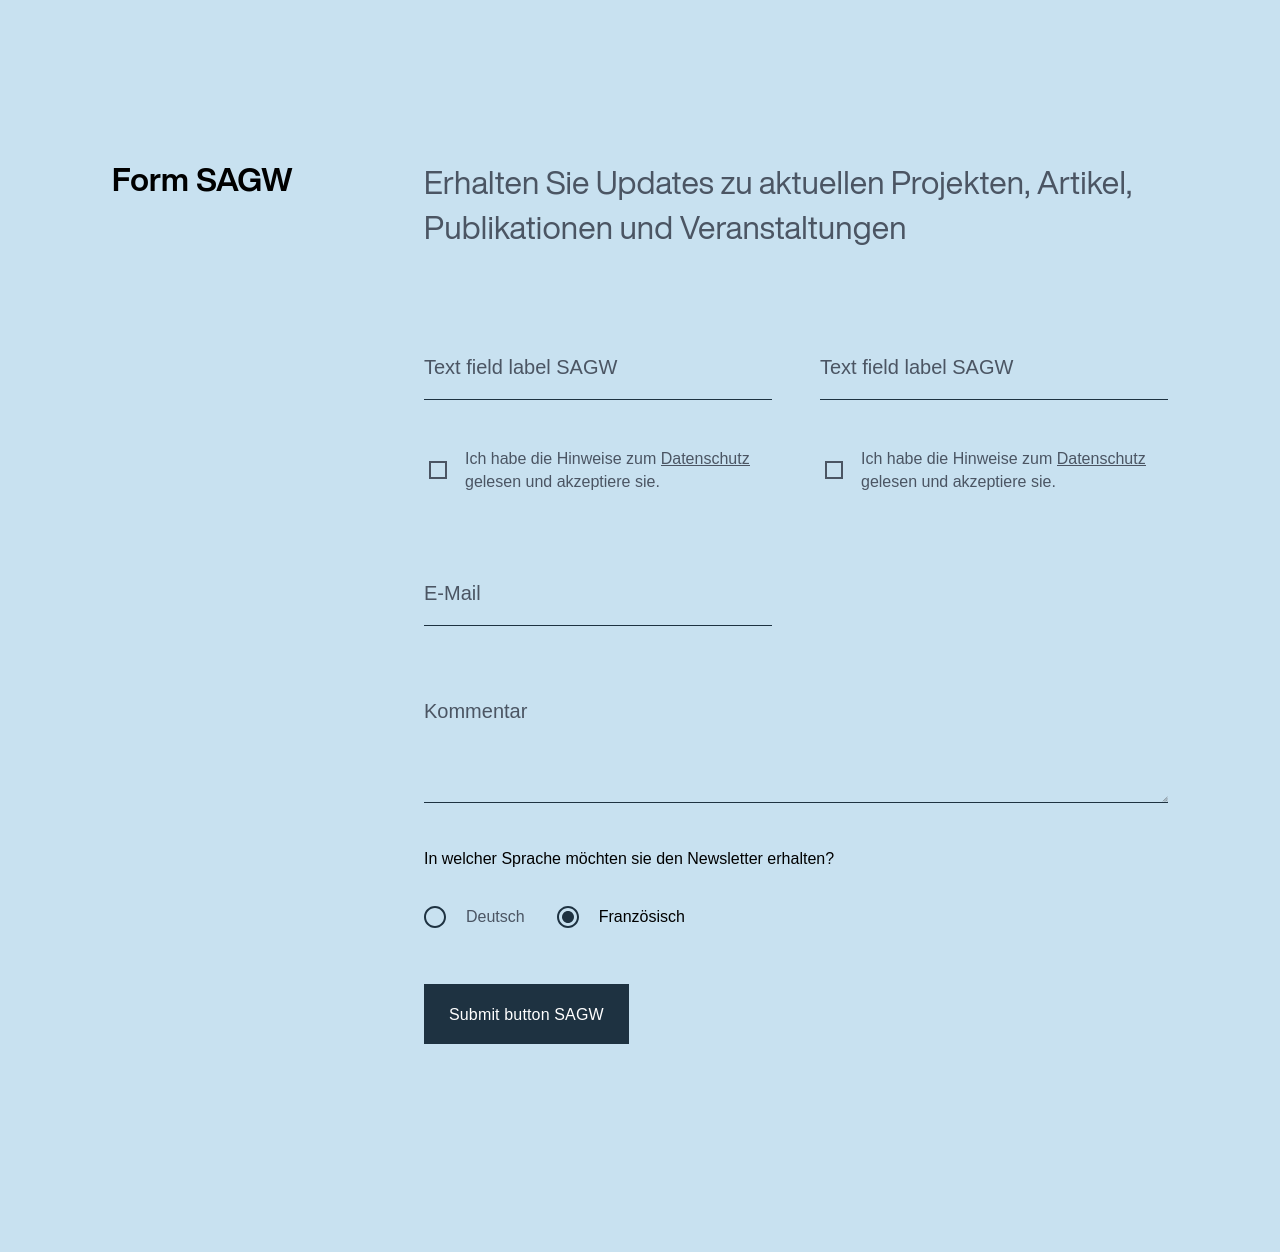 Form SAGW
Erhalten Sie Updates zu aktuellen Projekten, Artikel,
Publikationen und Veranstaltungen
Text field label SAGW
Text field label SAGW
Ich habe die Hinweise zum Datenschutz
gelesen und akzeptiere sie.
Ich habe die Hinweise zum Datenschutz
gelesen und akzeptiere sie.
E-Mail
Kommentar
In welcher Sprache möchten sie den Newsletter erhalten?
Deutsch
Französisch
Submit button SAGW